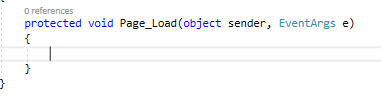 0 references
protected void Page_Load(object sender, EventArgs e)
{
}
}